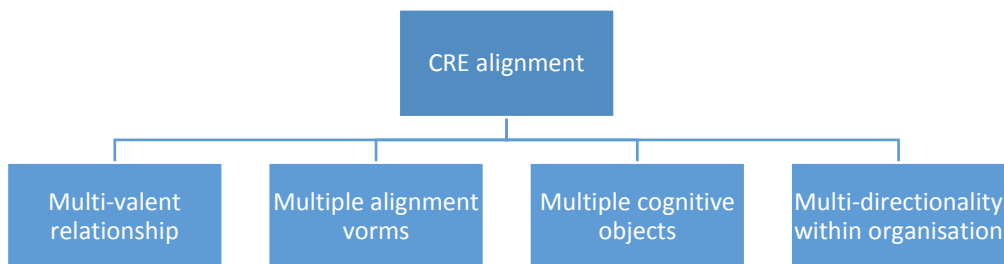 CRE alignment
Multi-valent
relationship
Multiple alignment
vorms
Multiple cognitive
objects
Multi-directionality
within organisation